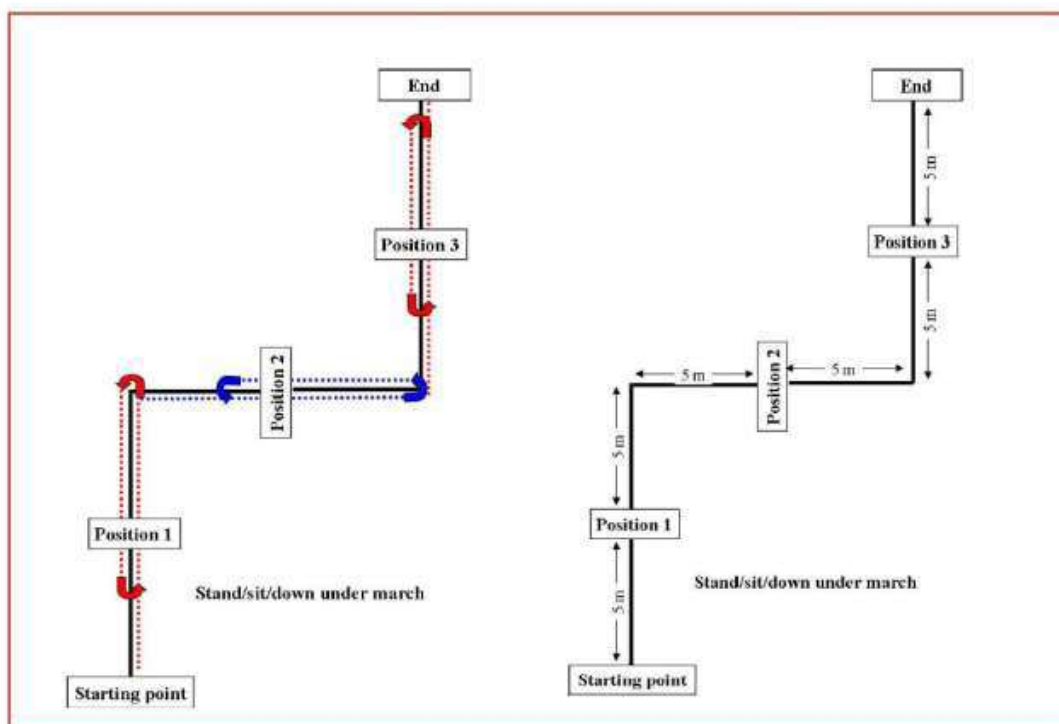 End
Position 3
Position 2
Position 1
Stand/sit/down under march
Starting point
End
5 m
Position 3
5 m
Position 2
5 m
5 m
5 m
Position 1
Stand/sit/down under march
5 m
Starting point